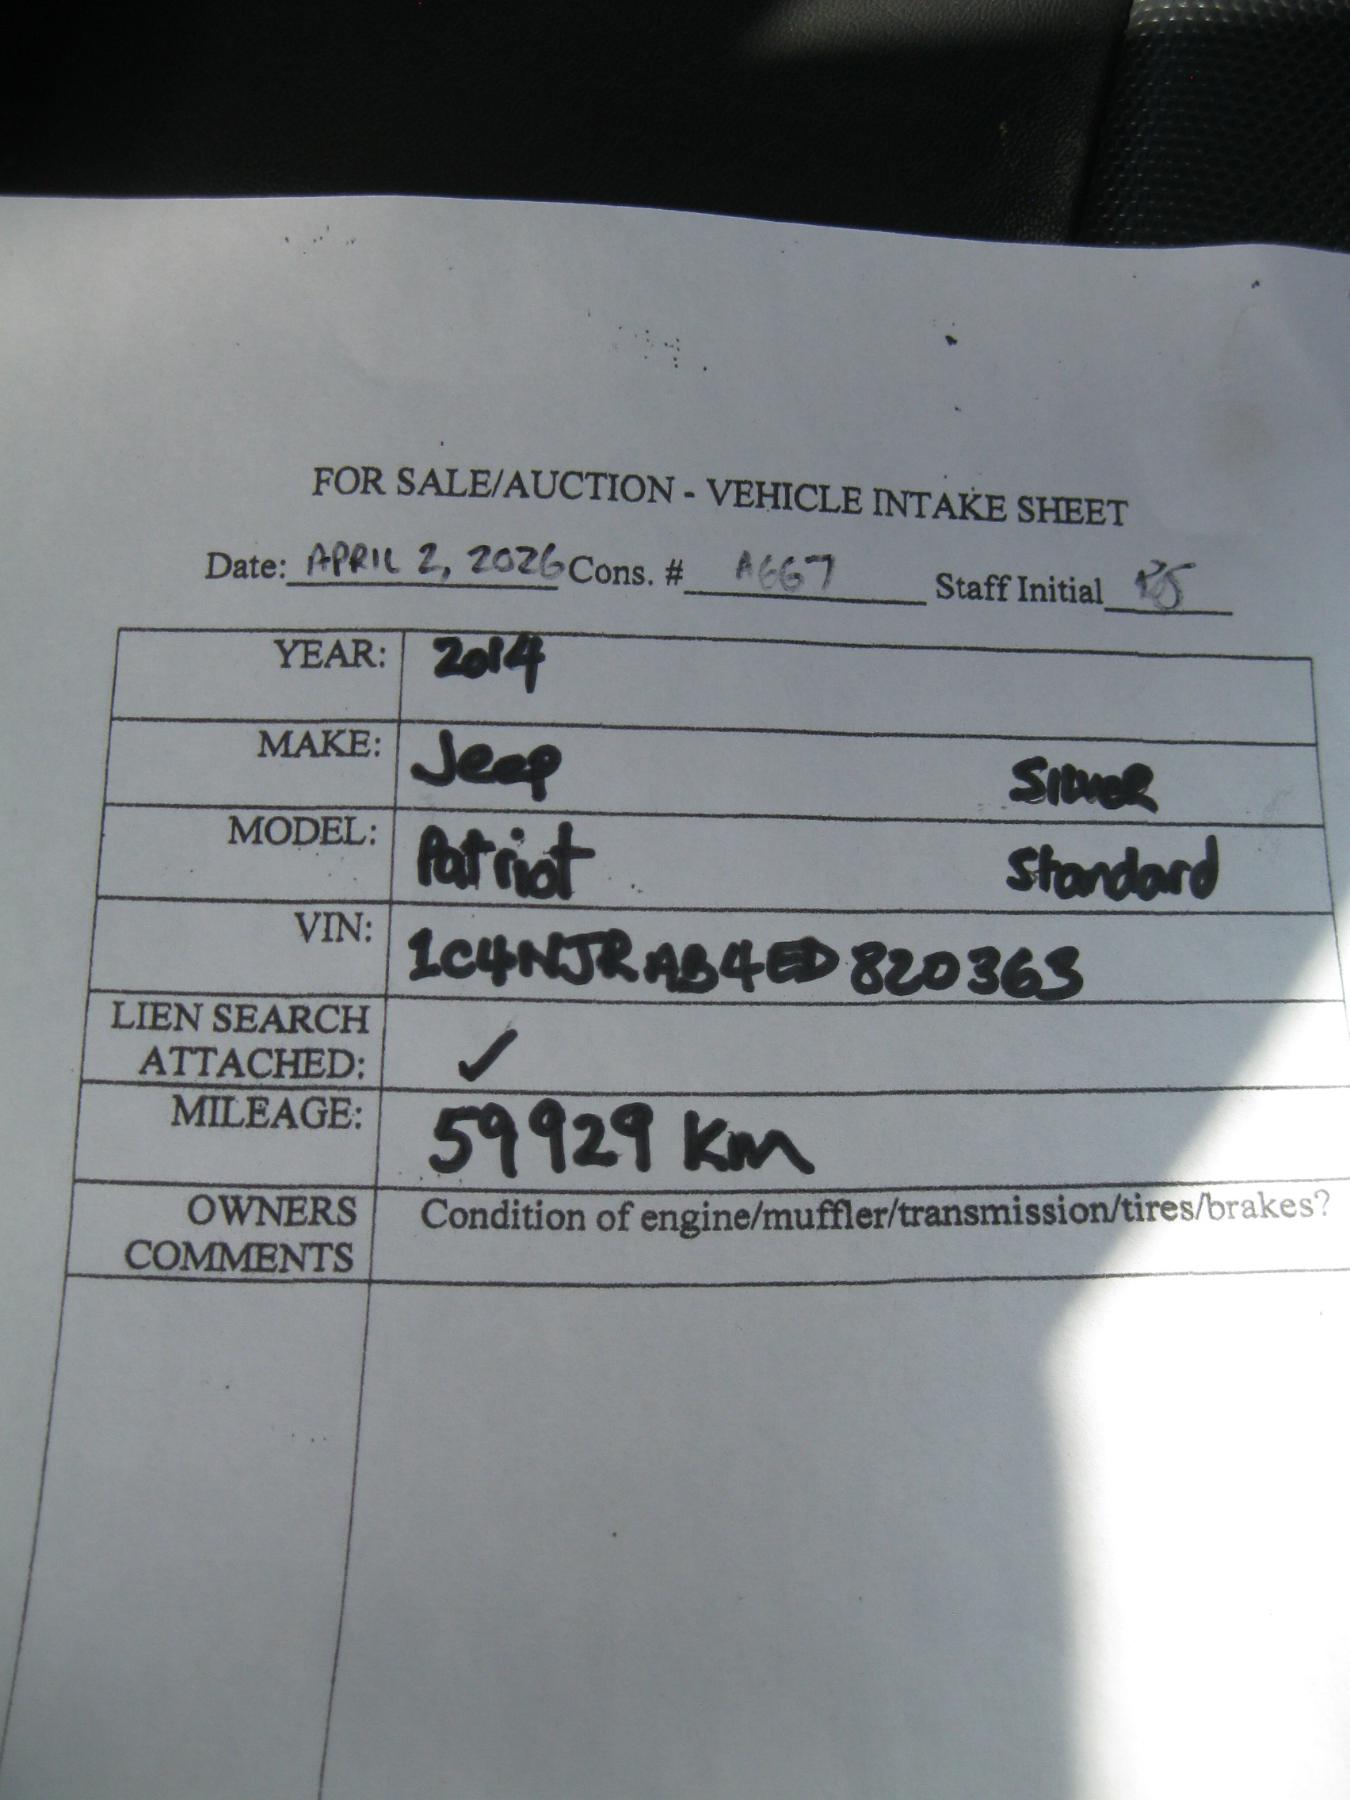 FOR SALE/AUCTION - VEHICLE INTAKE SHEET
Date: APRIL 2, 2026 Cons. # A667 Staff Initial
YEAR: 2014
MAKE: Jeep Silver
MODEL: Patriot Standard
VIN: 1C4NJRAB4ED820363
LIEN SEARCH
ATTACHED: ✓
MILEAGE: 59929 Km
OWNERS Condition of engine/muffler/transmission/tires/brakes?
COMMENTS